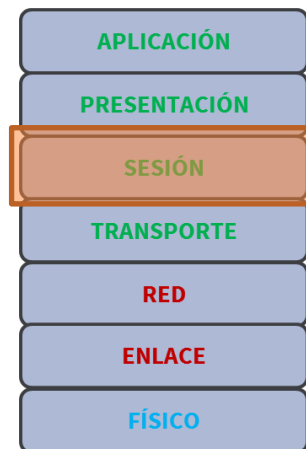 APLICACIÓN
PRESENTACIÓN
SESIÓN
TRANSPORTE
RED
ENLACE
FÍSICO